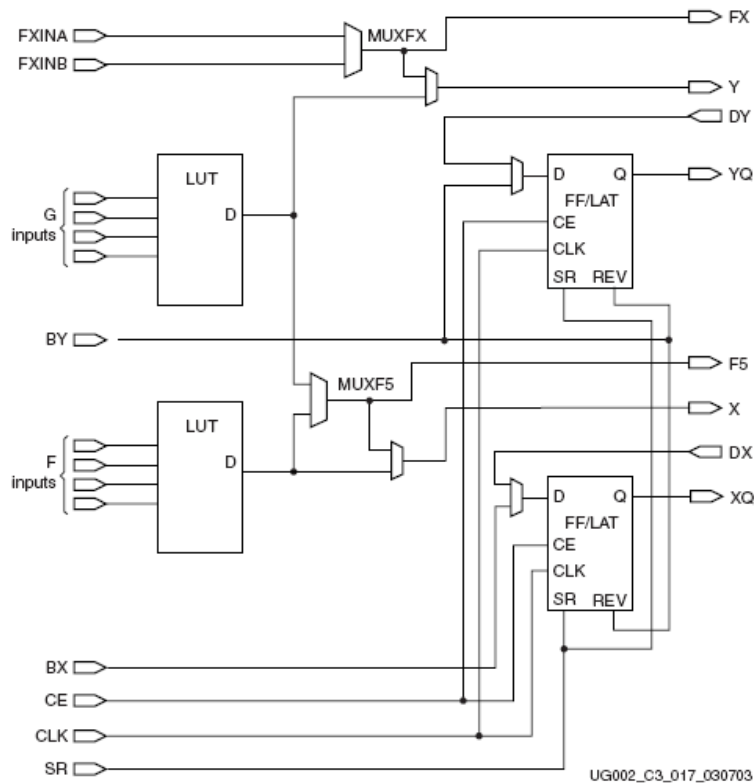 FXINA
FXINB
MUXFX
FX
Y
DY
LUT
D
G
inputs
D
Q
FF/LAT
CE
CLK
SR
REV
YQ
BY
MUXF5
F5
X
LUT
D
F
inputs
DX
D
Q
FF/LAT
CE
CLK
SR
REV
XQ
BX
CE
CLK
SR
UG002_C3_017_030703